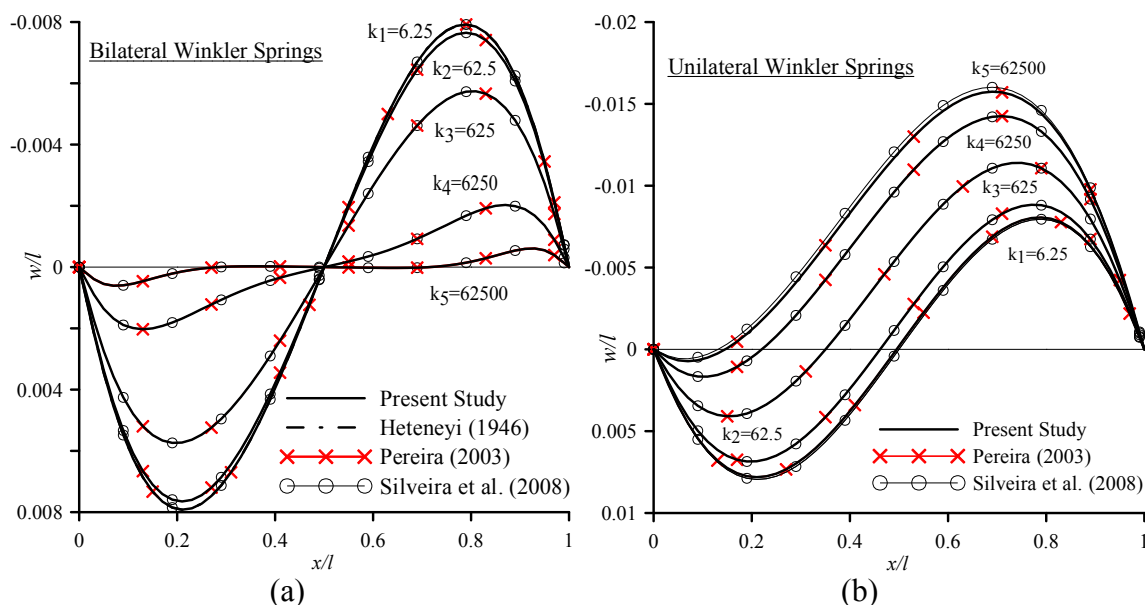 -0.008
-0.004
0
0.004
0.008
w/l
Bilateral Winkler Springs
k1=6.25
k2=62.5
k3=625
k4=6250
k5=62500
Present Study
Heteneyi (1946)
Pereira (2003)
Silveira et al. (2008)
0 0.2 0.4 0.6 0.8 1
x/l
(a)
-0.02
-0.015
-0.01
-0.005
0
0.005
0.01
w/l
Unilateral Winkler Springs
k5=62500
k4=6250
k3=625
k1=6.25
k2=62.5
Present Study
Pereira (2003)
Silveira et al. (2008)
0 0.2 0.4 0.6 0.8 1
x/l
(b)